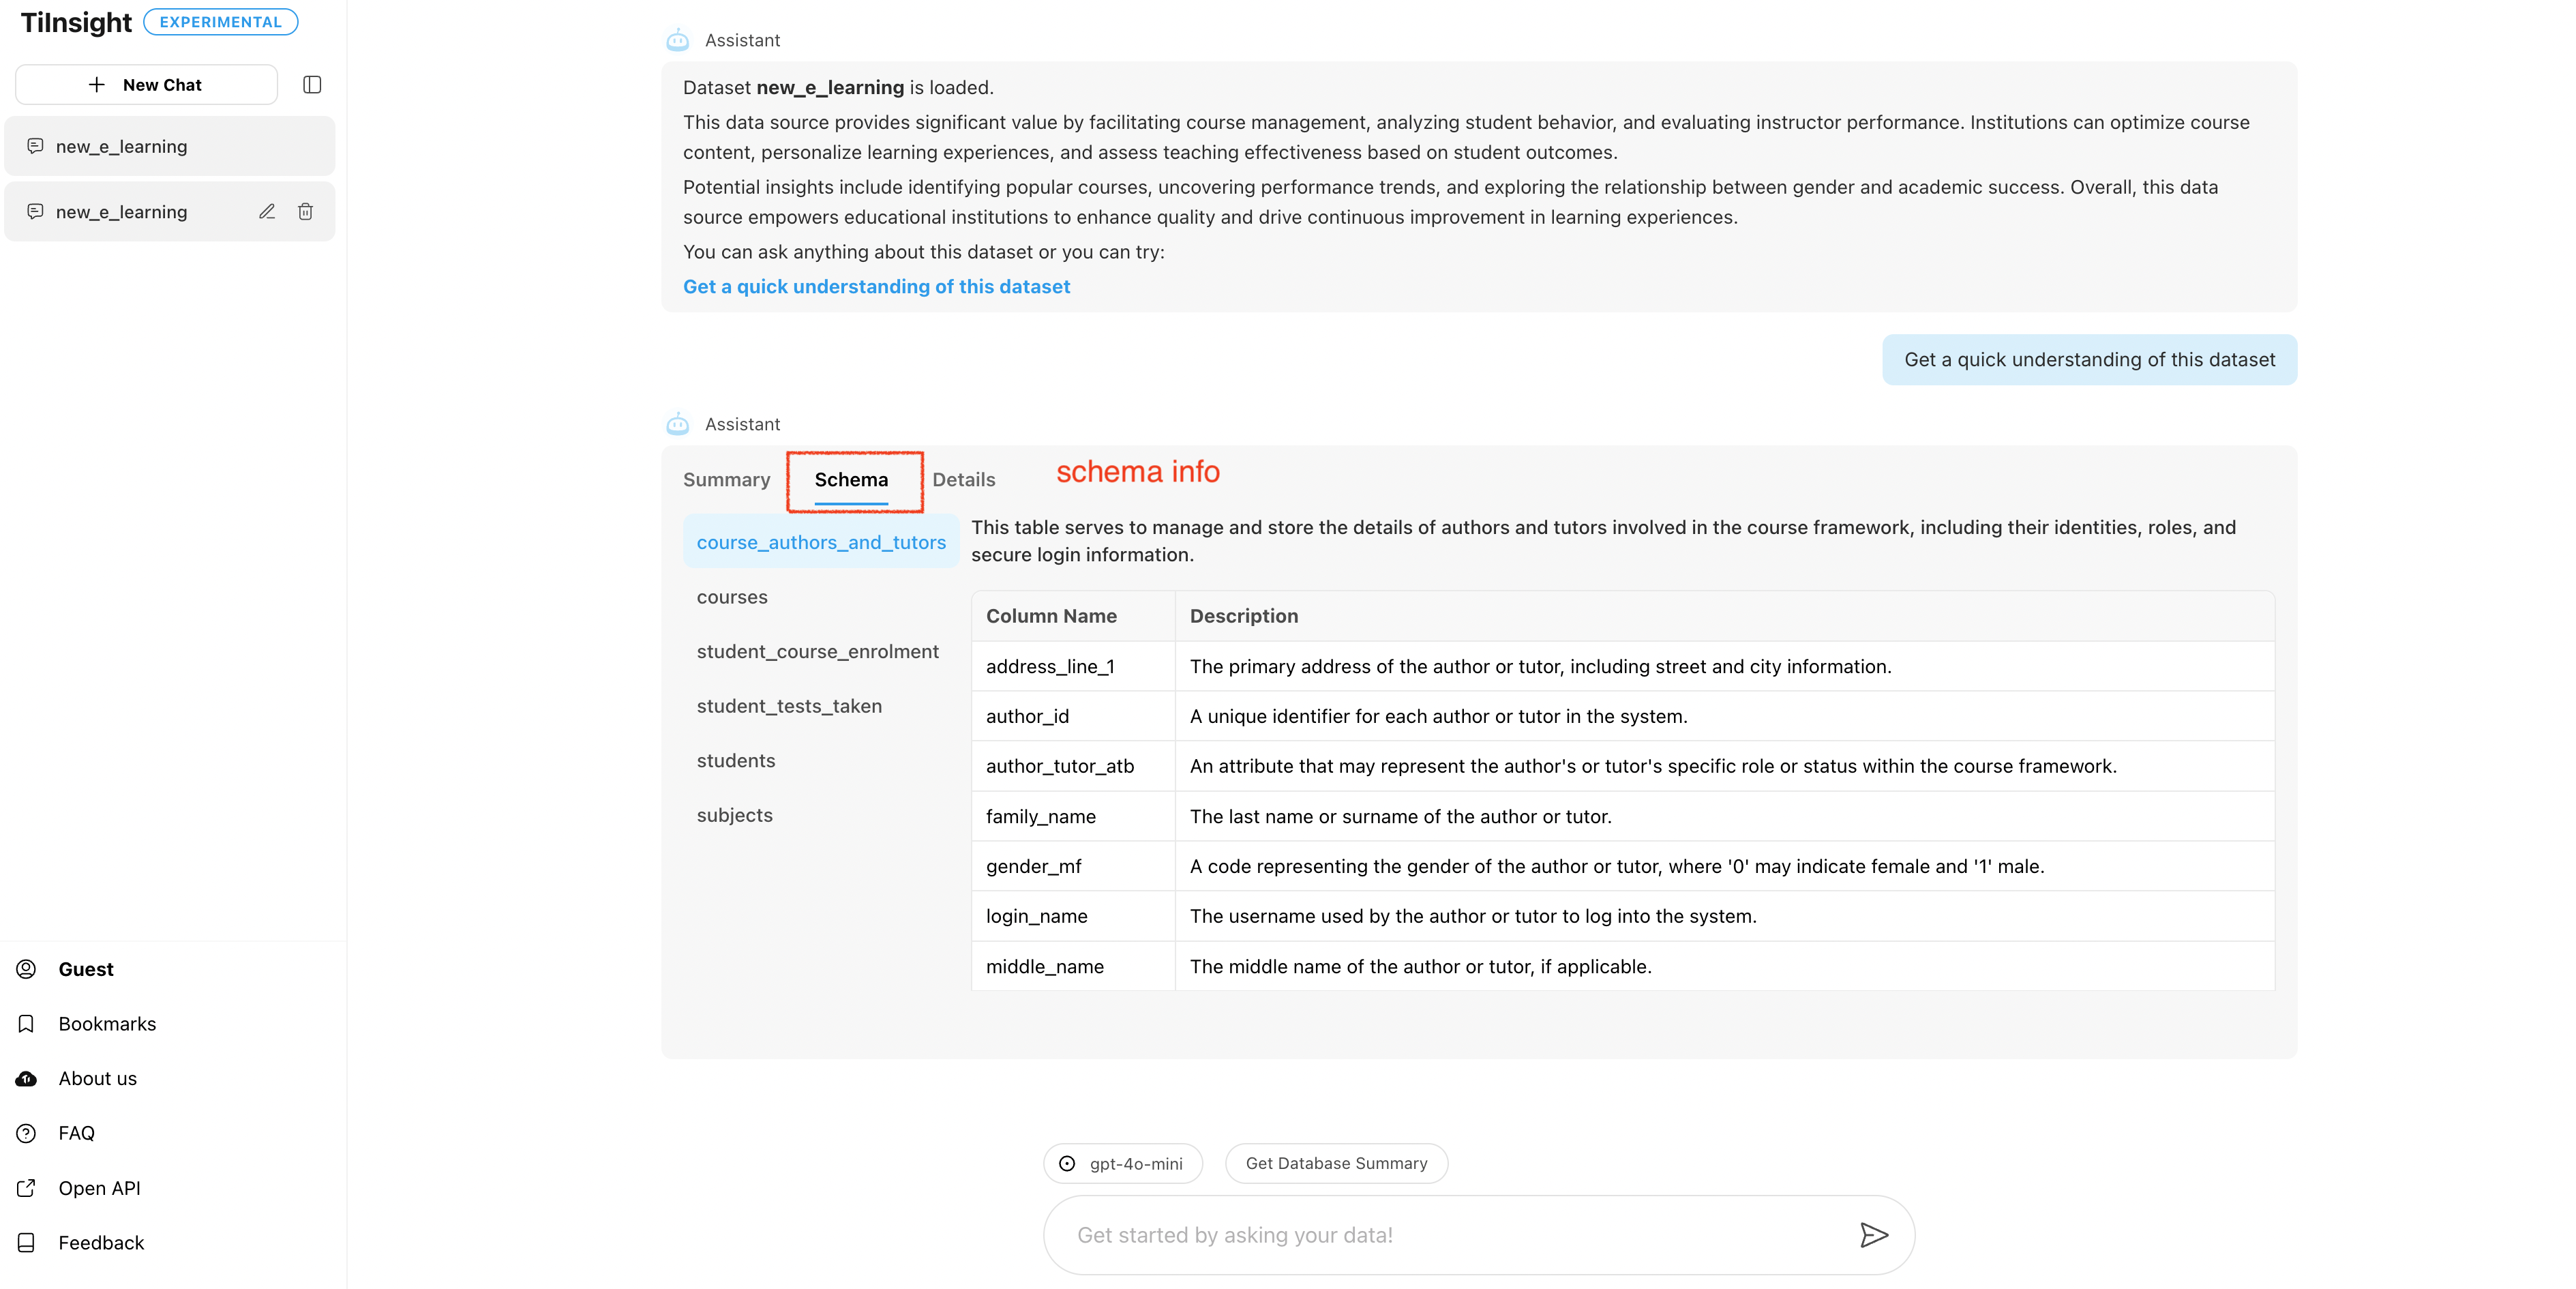 TiInsight EXPERIMENTAL
New Chat
new_e_learning
new_e_learning
Guest
Bookmarks
About us
FAQ
Open API
Feedback
Assistant
Dataset new_e_learning is loaded.
This data source provides significant value by facilitating course management, analyzing student behavior, and evaluating instructor performance. Institutions can optimize course
content, personalize learning experiences, and assess teaching effectiveness based on student outcomes.
Potential insights include identifying popular courses, uncovering performance trends, and exploring the relationship between gender and academic success. Overall, this data
source empowers educational institutions to enhance quality and drive continuous improvement in learning experiences.
You can ask anything about this dataset or you can try:
Get a quick understanding of this dataset
Get a quick understanding of this dataset
Assistant
Summary Schema Details schema info
course_authors_and_tutors
courses
student_course_enrolment
student_tests_taken
students
subjects
This table serves to manage and store the details of authors and tutors involved in the course framework, including their identities, roles, and
secure login information.
Column Name Description
address_line_1 The primary address of the author or tutor, including street and city information.
author_id A unique identifier for each author or tutor in the system.
author_tutor_atb An attribute that may represent the author's or tutor's specific role or status within the course framework.
family_name The last name or surname of the author or tutor.
gender_mf A code representing the gender of the author or tutor, where '0' may indicate female and '1' male.
login_name The username used by the author or tutor to log into the system.
middle_name The middle name of the author or tutor, if applicable.
gpt-4o-mini Get Database Summary
Get started by asking your data!